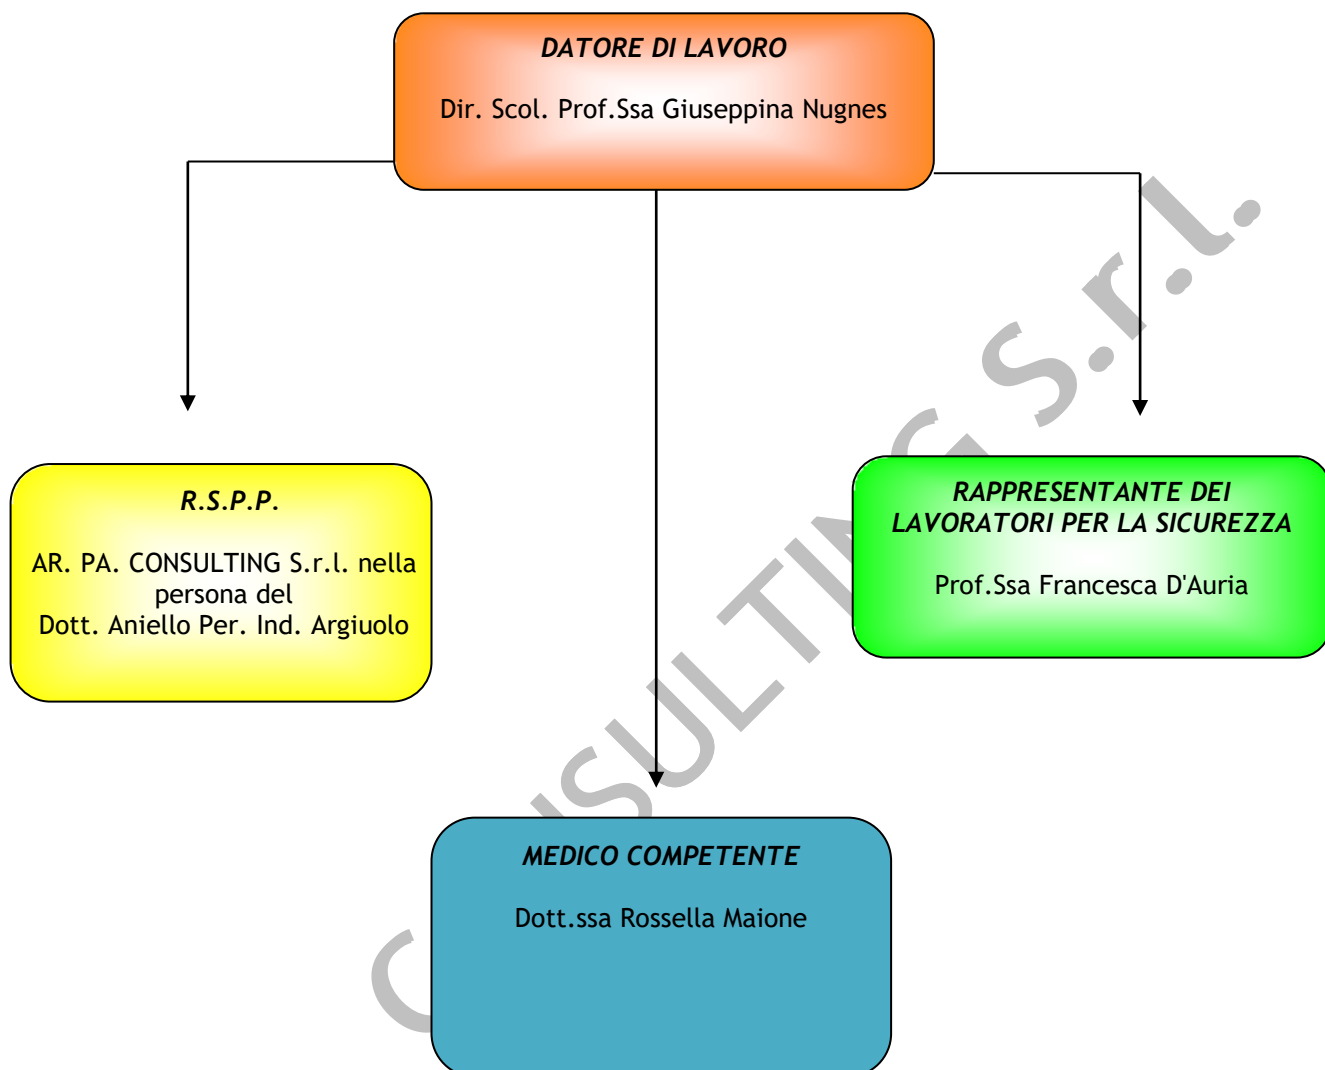 DATORE DI LAVORO
Dir. Scol. Prof.Ssa Giuseppina Nugnes
R.S.P.P.
AR. PA. CONSULTING S.r.l. nella
persona del
Dott. Aniello Per. Ind. Argiuolo
RAPPRESENTANTE DEI
LAVORATORI PER LA SICUREZZA
Prof.Ssa Francesca D'Auria
MEDICO COMPETENTE
Dott.ssa Rossella Maione
CONSULTING S.r.l.